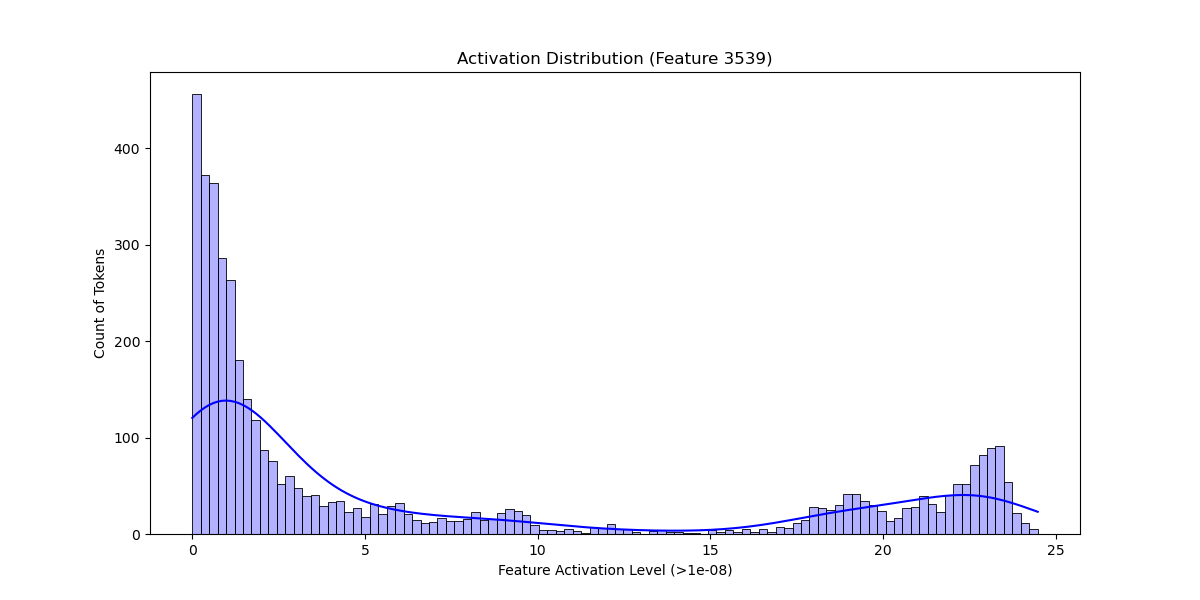 Activation Distribution (Feature 3539)
Count of Tokens
400
300
200
100
0
0 5 10 15 20 25
Feature Activation Level (>1e-08)